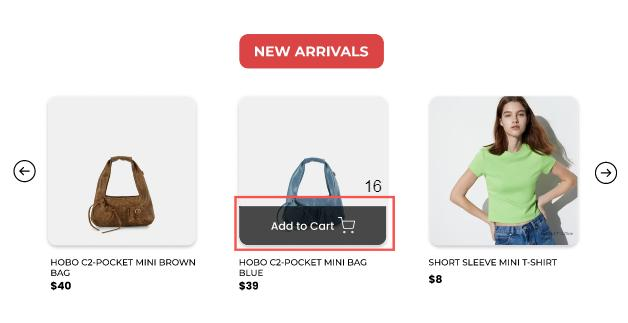 NEW ARRIVALS
16
Add to Cart
HOBO C2-POCKET MINI BROWN
BAG
$40
HOBO C2-POCKET MINI BAG
BLUE
$39
SHORT SLEEVE MINI T-SHIRT
$8